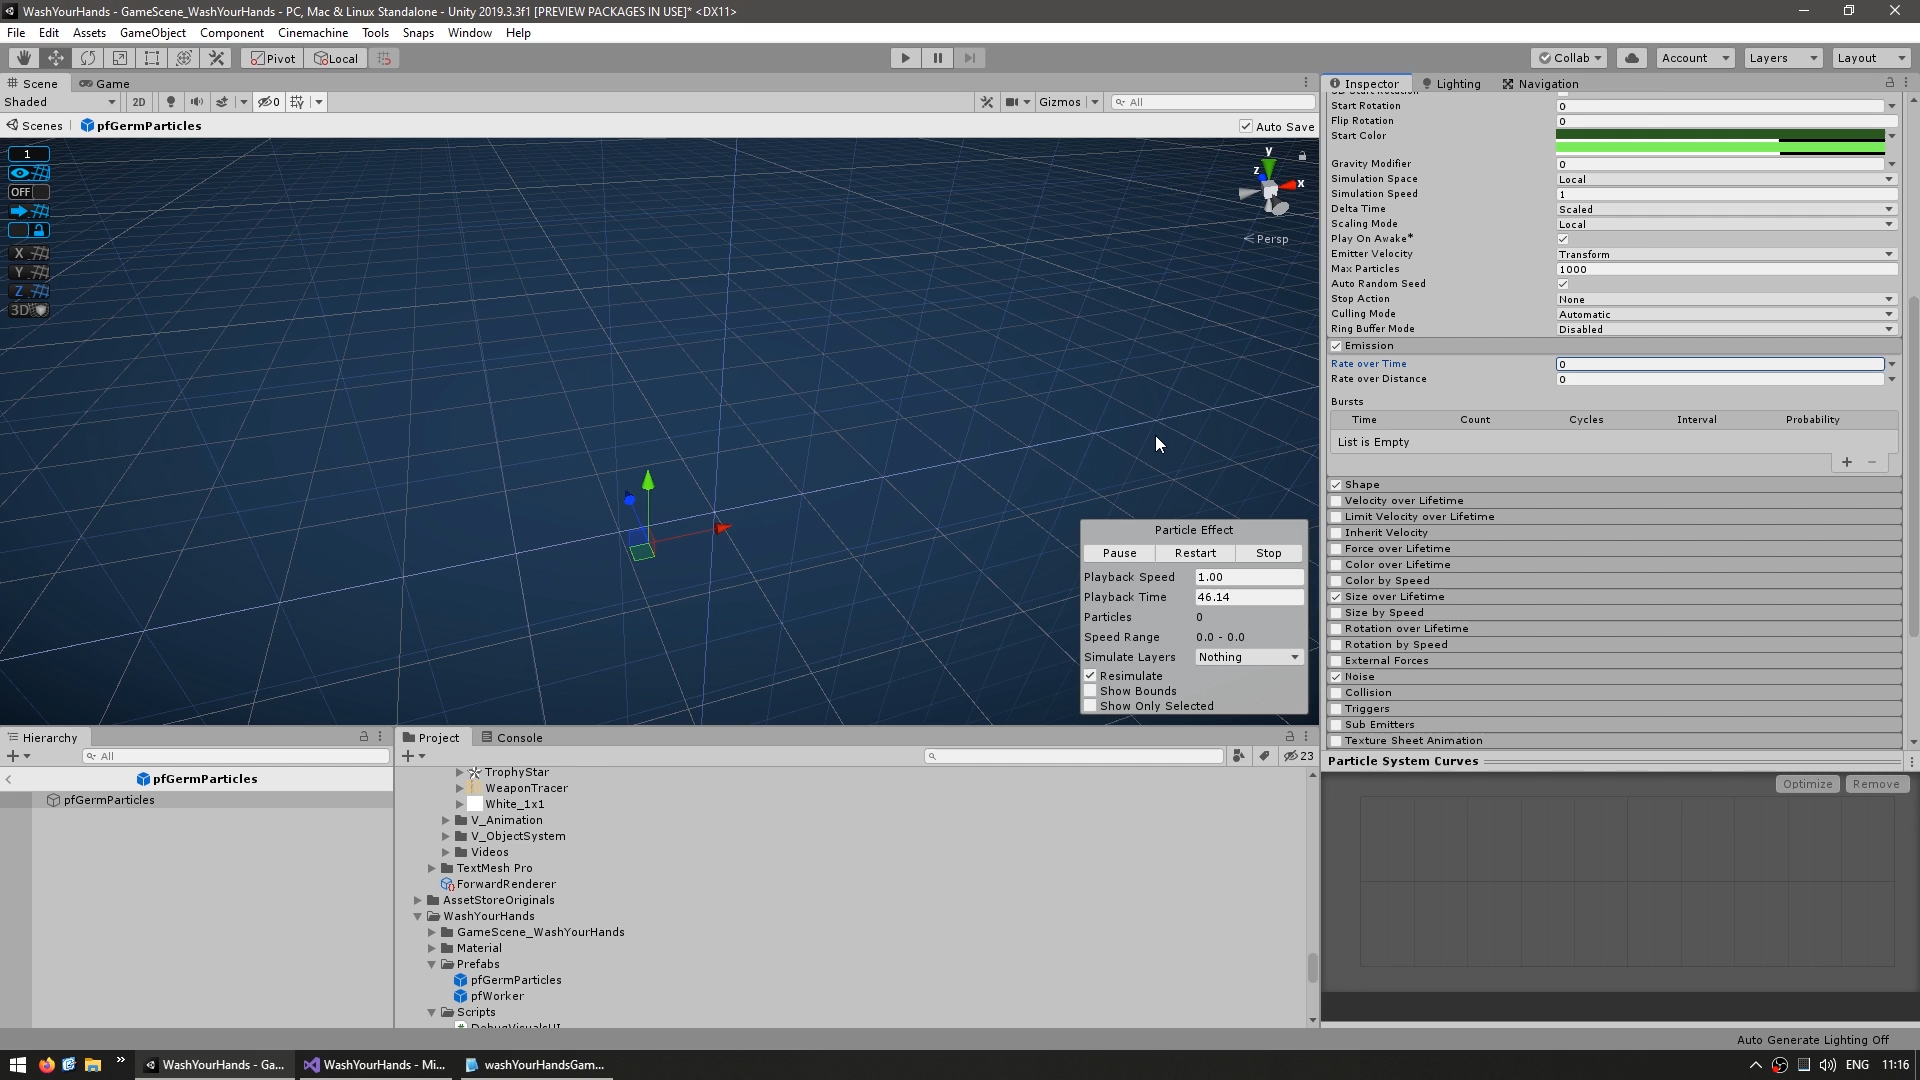 WashYourHands - GameScene_WashYourHands - PC, Mac & Linux Standalone - Unity 2019.3.3f1 [PREVIEW PACKAGES IN USE]* <DX11>
File Edit Assets GameObject Component Cinemachine Tools Snaps Window Help
Pivot Local Collab Account Layers Layout
Scene Game
Shaded 2D 0 Gizmos All
Scenes pfGermParticles Auto Save
1
OFF
X
Y
Z
3D
y
z
x
Persp
Particle Effect
Pause Restart Stop
Playback Speed 1.00
Playback Time 46.14
Particles 0
Speed Range 0.0 - 0.0
Simulate Layers Nothing
Resimulate
Show Bounds
Show Only Selected
Inspector Lighting Navigation
Start Rotation 0
Flip Rotation 0
Start Color
Gravity Modifier 0
Simulation Space Local
Simulation Speed 1
Delta Time Scaled
Scaling Mode Local
Play On Awake*
Emitter Velocity Transform
Max Particles 1000
Auto Random Seed
Stop Action None
Culling Mode Automatic
Ring Buffer Mode Disabled
Emission
Rate over Time 0
Rate over Distance 0
Bursts
Time Count Cycles Interval Probability
List is Empty
+ −
Shape
Velocity over Lifetime
Limit Velocity over Lifetime
Inherit Velocity
Force over Lifetime
Color over Lifetime
Color by Speed
Size over Lifetime
Size by Speed
Rotation over Lifetime
Rotation by Speed
External Forces
Noise
Collision
Triggers
Sub Emitters
Texture Sheet Animation
Particle System Curves
Optimize Remove
Hierarchy
All
pfGermParticles
pfGermParticles
Project Console
23
TrophyStar
WeaponTracer
White_1x1
V_Animation
V_ObjectSystem
Videos
TextMesh Pro
ForwardRenderer
AssetStoreOriginals
WashYourHands
GameScene_WashYourHands
Material
Prefabs
pfGermParticles
pfWorker
Scripts
Auto Generate Lighting Off
WashYourHands - Ga... WashYourHands - Mi... washYourHandsGam... ENG 11:16